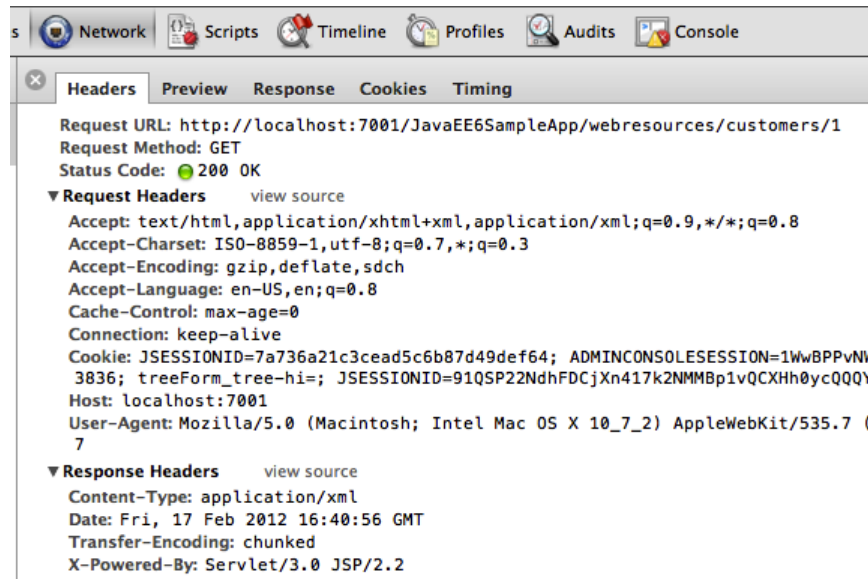 s Network Scripts Timeline Profiles Audits Console
Headers Preview Response Cookies Timing
Request URL: http://localhost:7001/JavaEE6SampleApp/webresources/customers/1
Request Method: GET
Status Code: 200 OK
Request Headers view source
Accept: text/html,application/xhtml+xml,application/xml;q=0.9,*/*;q=0.8
Accept-Charset: ISO-8859-1,utf-8;q=0.7,*;q=0.3
Accept-Encoding: gzip,deflate,sdch
Accept-Language: en-US,en;q=0.8
Cache-Control: max-age=0
Connection: keep-alive
Cookie: JSESSIONID=7a736a21c3cead5c6b87d49def64; ADMINCONSOLESESSION=1WwBPPvNW
3836; treeForm_tree-hi=; JSESSIONID=91QSP22NdhFDCjXn417k2NMMBp1vQCXHh0ycQQQY
Host: localhost:7001
User-Agent: Mozilla/5.0 (Macintosh; Intel Mac OS X 10_7_2) AppleWebKit/535.7 (
7
Response Headers view source
Content-Type: application/xml
Date: Fri, 17 Feb 2012 16:40:56 GMT
Transfer-Encoding: chunked
X-Powered-By: Servlet/3.0 JSP/2.2